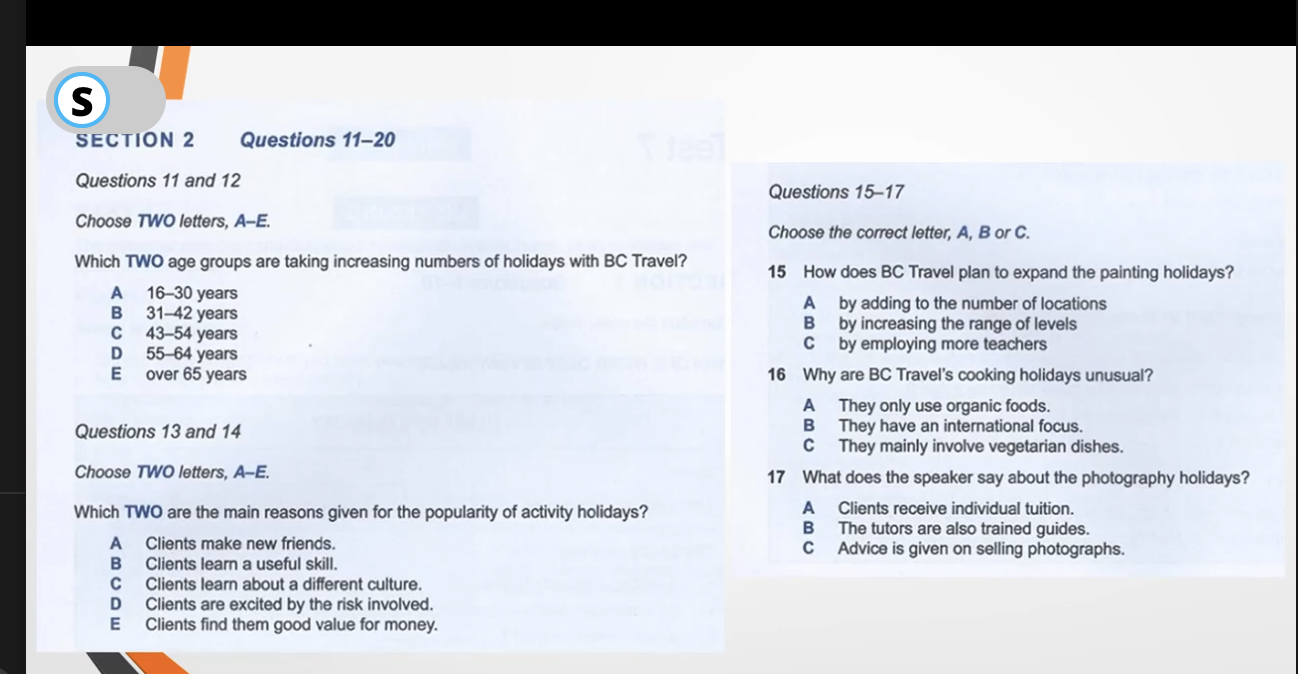 S
SECTION 2 Questions 11–20
Questions 11 and 12
Choose TWO letters, A–E.
Which TWO age groups are taking increasing numbers of holidays with BC Travel?
A 16–30 years
B 31–42 years
C 43–54 years
D 55–64 years
E over 65 years
Questions 13 and 14
Choose TWO letters, A–E.
Which TWO are the main reasons given for the popularity of activity holidays?
A Clients make new friends.
B Clients learn a useful skill.
C Clients learn about a different culture.
D Clients are excited by the risk involved.
E Clients find them good value for money.
Questions 15–17
Choose the correct letter, A, B or C.
15 How does BC Travel plan to expand the painting holidays?
A by adding to the number of locations
B by increasing the range of levels
C by employing more teachers
16 Why are BC Travel's cooking holidays unusual?
A They only use organic foods.
B They have an international focus.
C They mainly involve vegetarian dishes.
17 What does the speaker say about the photography holidays?
A Clients receive individual tuition.
B The tutors are also trained guides.
C Advice is given on selling photographs.